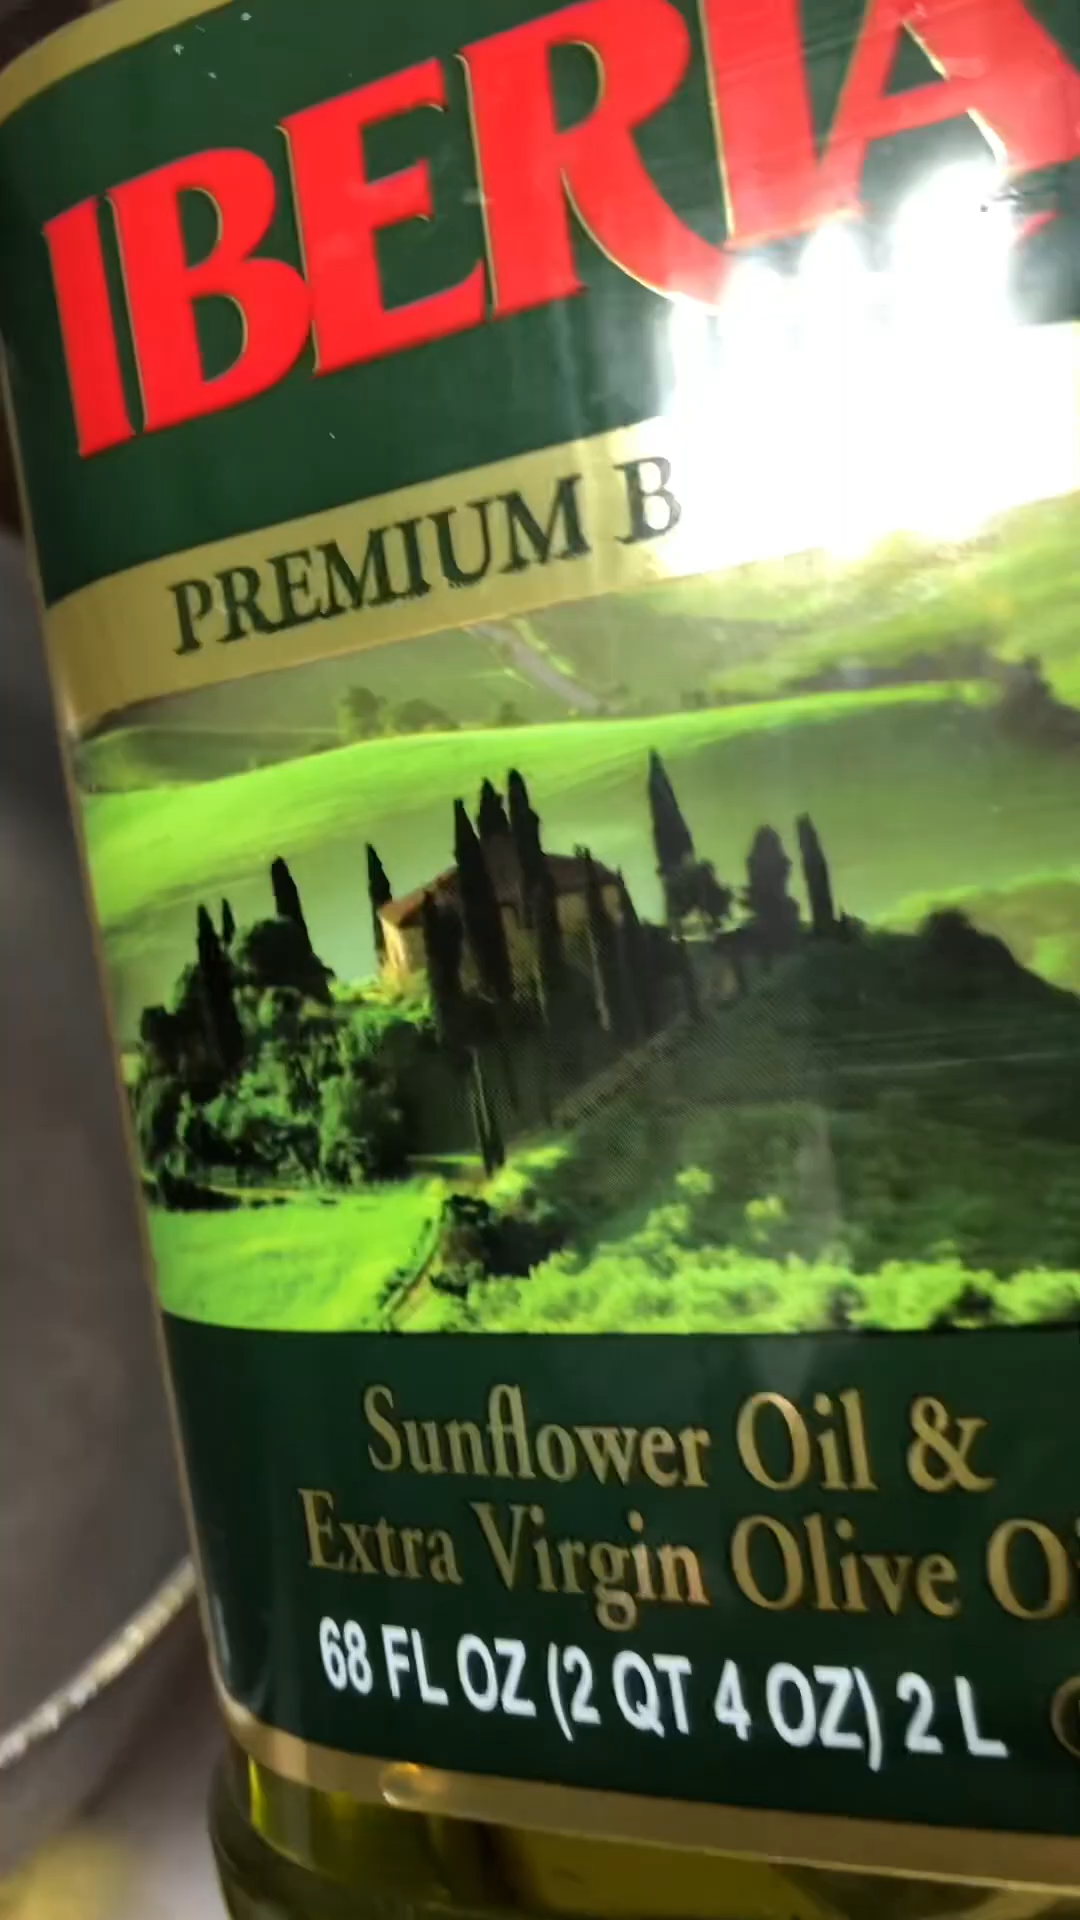 IBERIA
PREMIUM
Sunflower Oil &
Extra Virgin Olive
68 FL OZ (2 QT 4 OZ) 2 L